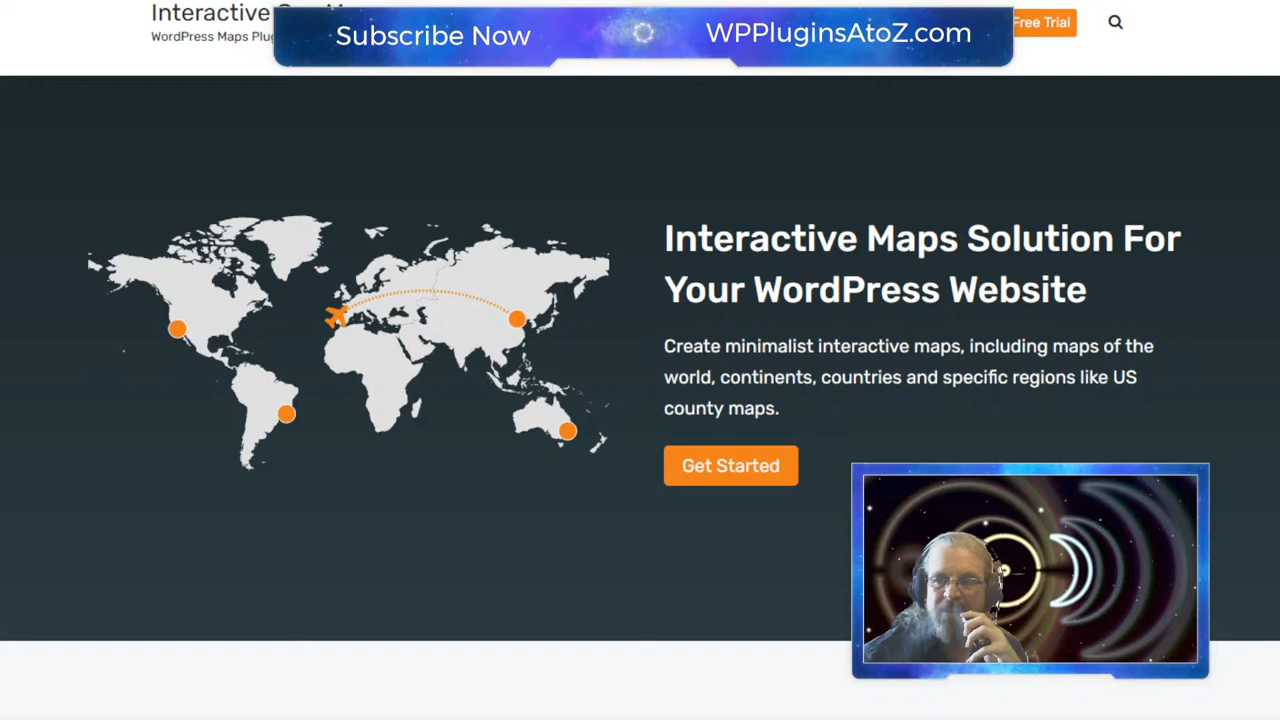 Interactive
WordPress Maps
Subscribe Now
WPPluginsAtoZ.com
Free Trial
Interactive Maps Solution For
Your WordPress Website
Create minimalist interactive maps, including maps of the
world, continents, countries and specific regions like US
county maps.
Get Started